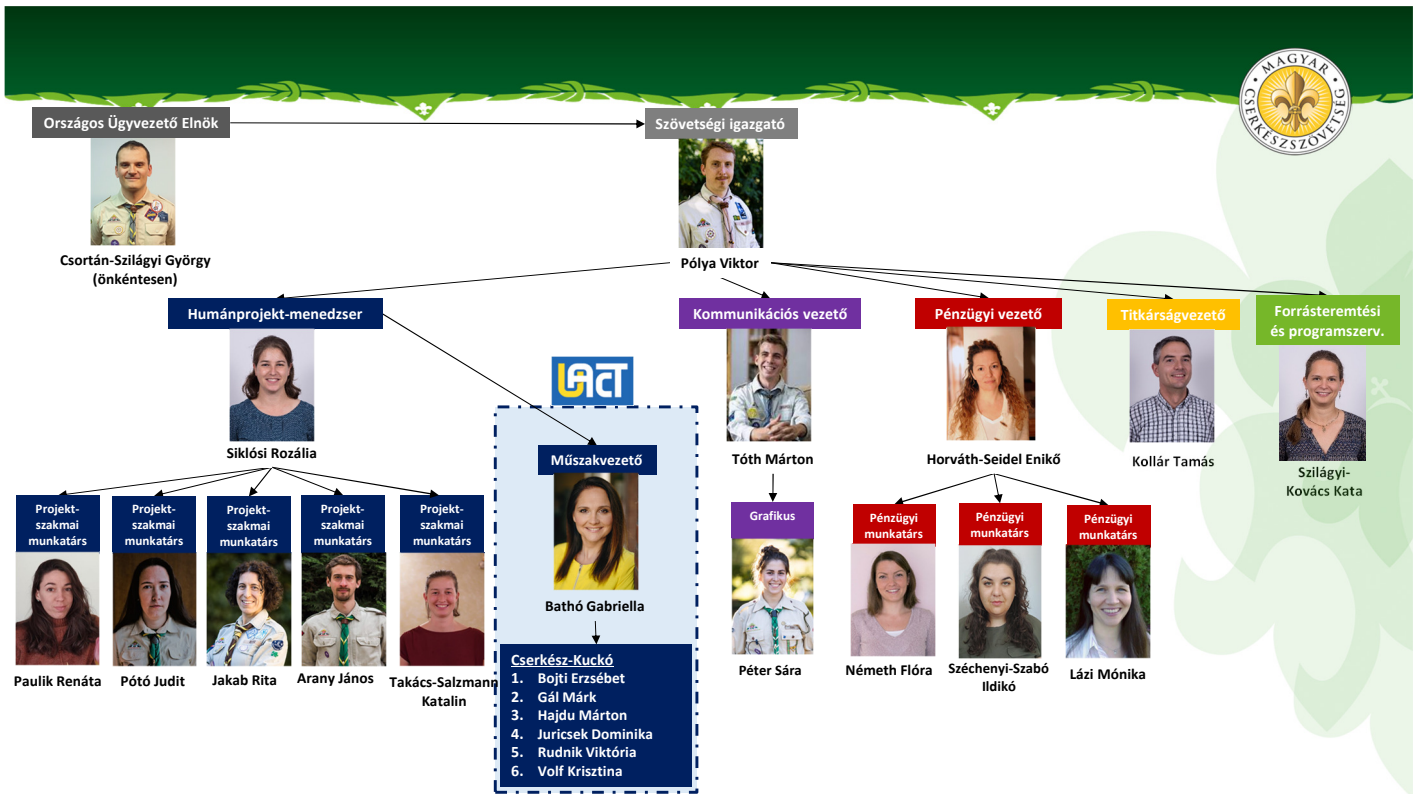 MAGYAR
CSERKÉSZSZÖVETSÉG
Országos Ügyvezető Elnök
Szövetségi igazgató
Csortán-Szilágyi György
(önkéntesen)
Pólya Viktor
Humánprojekt-menedzser
Kommunikációs vezető
Pénzügyi vezető
Titkárságvezető
Forrásteremtési
és programszerv.
Siklósi Rozália
UAcT
Műszakvezető
Tóth Márton
Horváth-Seidel Enikő
Kollár Tamás
Szilágyi-
Kovács Kata
Projekt-
szakmai
munkatárs
Projekt-
szakmai
munkatárs
Projekt-
szakmai
munkatárs
Projekt-
szakmai
munkatárs
Projekt-
szakmai
munkatárs
Grafikus
Pénzügyi
munkatárs
Pénzügyi
munkatárs
Pénzügyi
munkatárs
Paulik Renáta
Pótó Judit
Jakab Rita
Arany János
Takács-Salzmann
Katalin
Bathó Gabriella
Cserkész-Kuckó
1. Bojti Erzsébet
2. Gál Márk
3. Hajdu Márton
4. Juricsek Dominika
5. Rudnik Viktória
6. Volf Krisztina
Péter Sára
Németh Flóra
Széchenyi-Szabó
Ildikó
Lázi Mónika